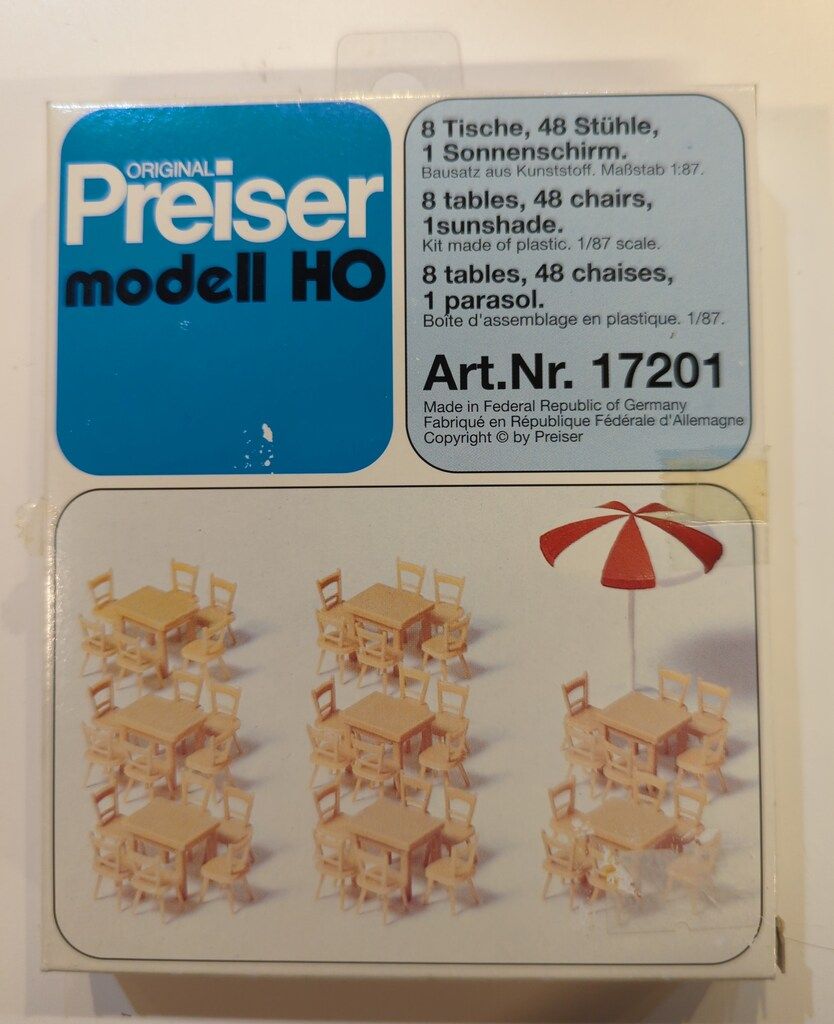 ORIGINAL
Preiser
modell HO
8 Tische, 48 Stühle,
1 Sonnenschirm.
Bausatz aus Kunststoff. Maßstab 1:87.
8 tables, 48 chairs,
1sunshade.
Kit made of plastic. 1/87 scale.
8 tables, 48 chaises,
1 parasol.
Boîte d'assemblage en plastique. 1/87.
Art.Nr. 17201
Made in Federal Republic of Germany
Fabriqué en République Fédérale d'Allemagne
Copyright © by Preiser